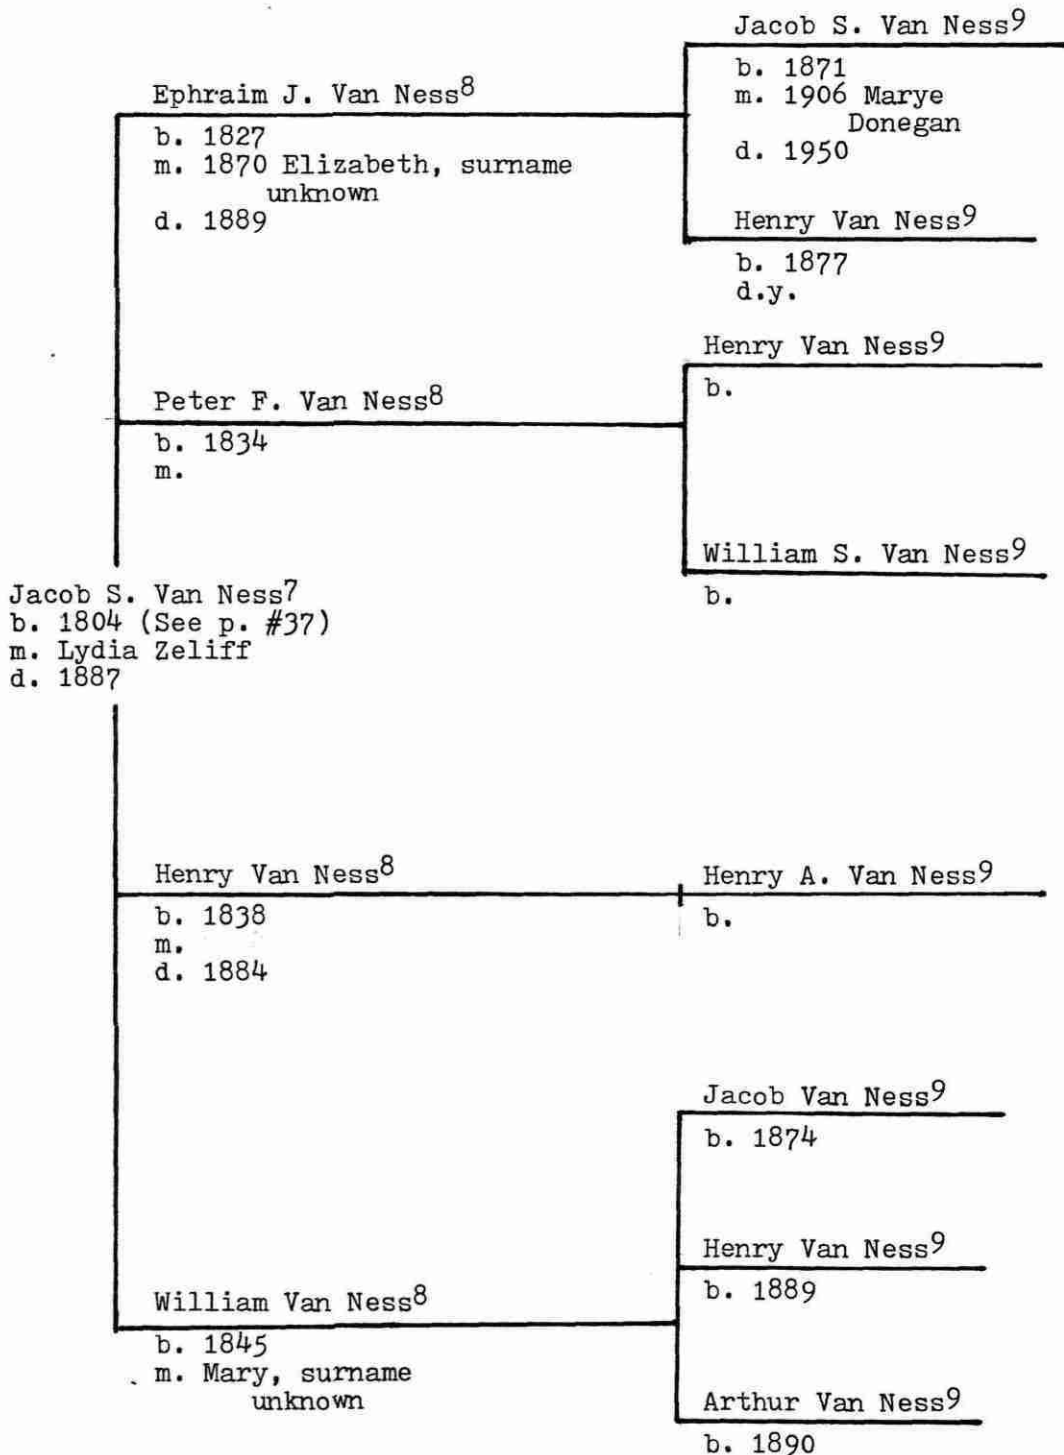 Jacob S. Van Ness9
b. 1871
m. 1906 Marye
Donegan
d. 1950
Ephraim J. Van Ness8
b. 1827
m. 1870 Elizabeth, surname
unknown
d. 1889
Henry Van Ness9
b. 1877
d.y.
Henry Van Ness9
b.
Peter F. Van Ness8
b. 1834
m.
William S. Van Ness9
b.
Jacob S. Van Ness7
b. 1804 (See p. #37)
m. Lydia Zeliff
d. 1887
Henry Van Ness8
b. 1838
m.
d. 1884
Henry A. Van Ness9
b.
Jacob Van Ness9
b. 1874
Henry Van Ness9
b. 1889
William Van Ness8
b. 1845
m. Mary, surname
unknown
Arthur Van Ness9
b. 1890